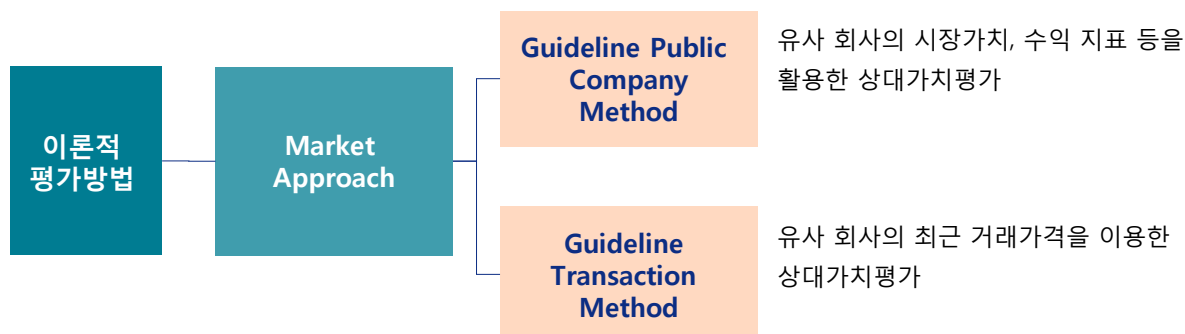 이론적
평가방법
Market
Approach
Guideline Public
Company
Method
유사 회사의 시장가치, 수익 지표 등을
활용한 상대가치평가
Guideline
Transaction
Method
유사 회사의 최근 거래가격을 이용한
상대가치평가